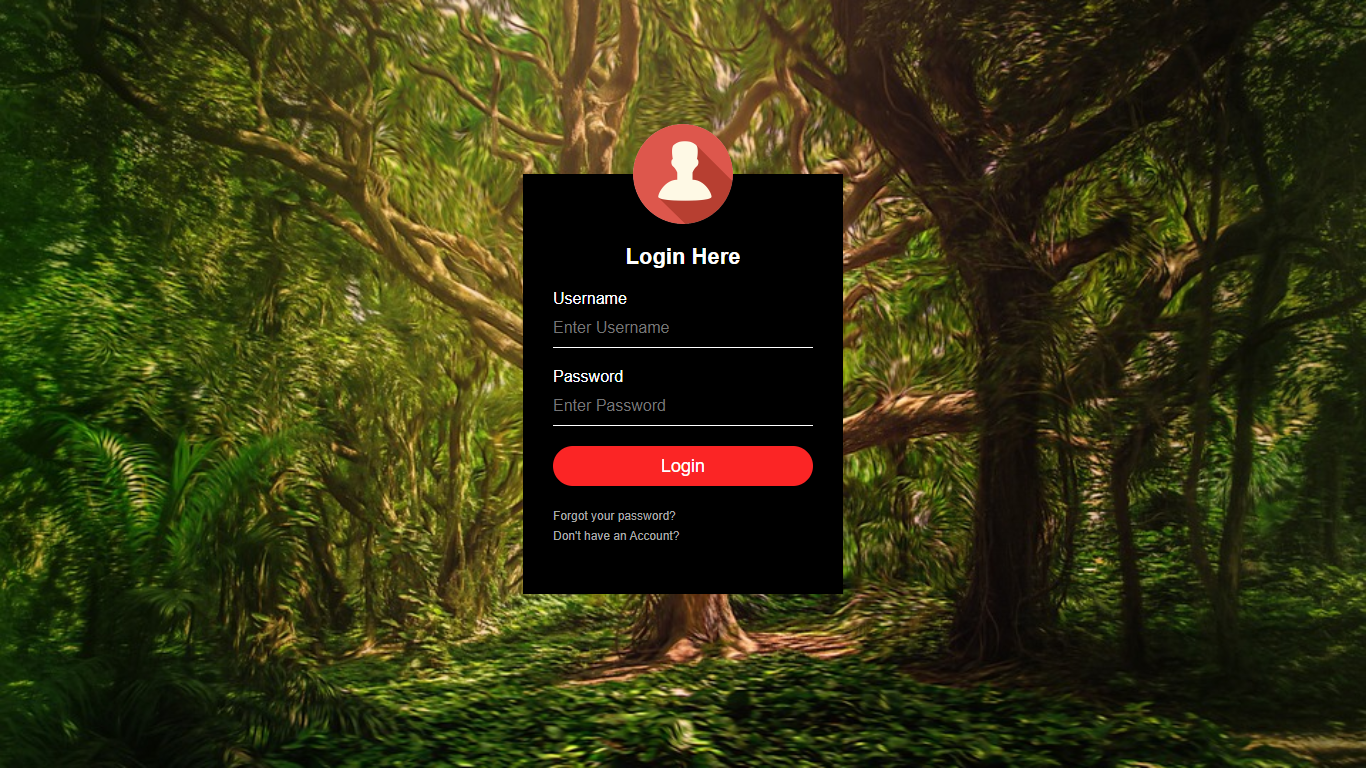 Login Here
Username
Enter Username
Password
Enter Password
Login
Forgot your password?
Don't have an Account?